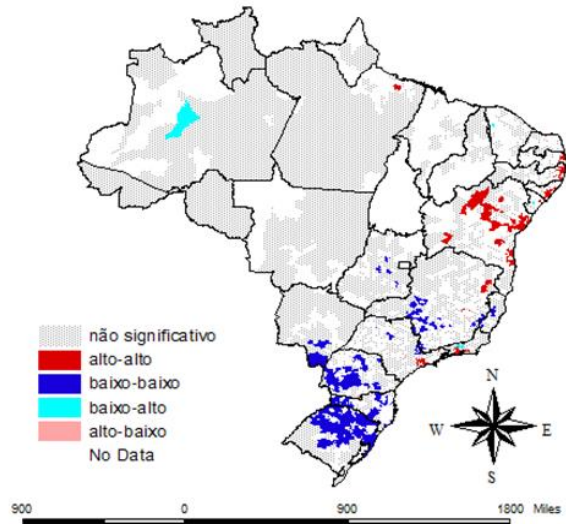 não significativo
alto-alto
baixo-baixo
baixo-alto
alto-baixo
No Data
N
W E
S
900 0 900 1800 Miles